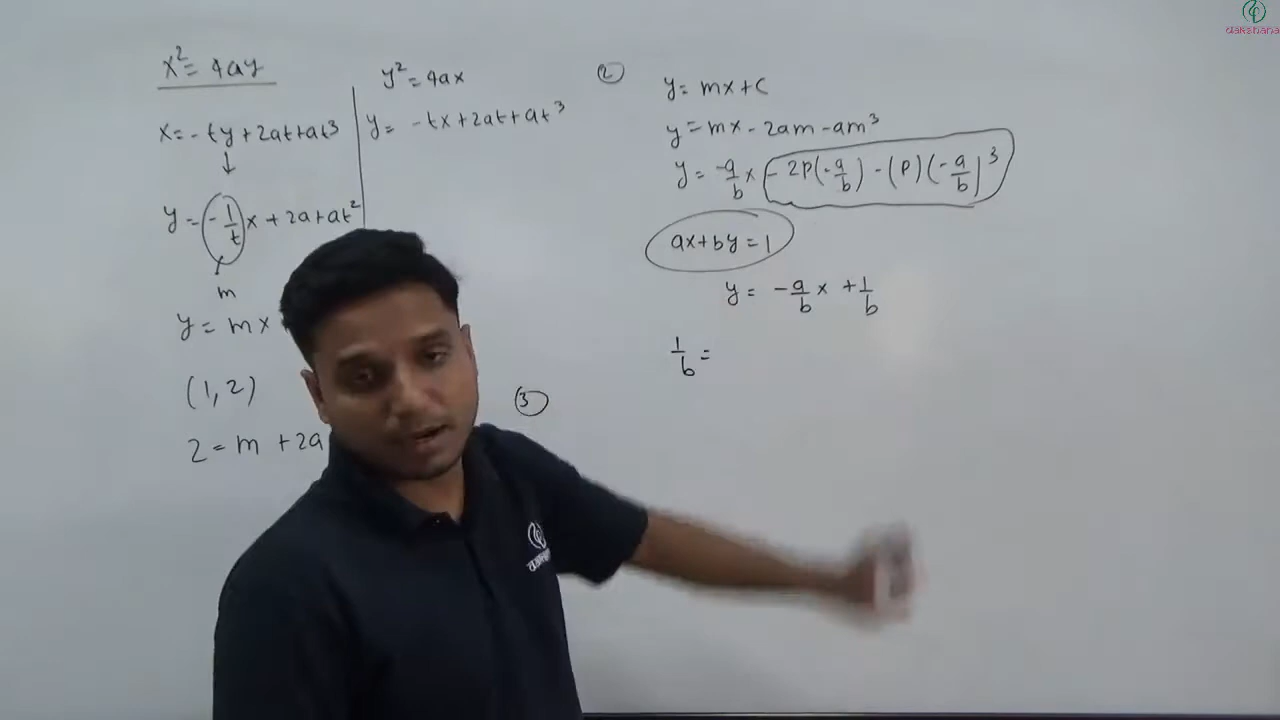 x² = 4ay
x = -ty + 2at + at³
↓
y = -1/t x + 2a + at²
m
y = mx
(1, 2)
2 = m + 2a
y² = 4ax
y = -tx + 2at + at³
②
y = mx + c
y = mx - 2am - am³
y = -a/b x - 2P(-a/b) - (P)(-a/b)³
ax + by = 1
y = -a/b x + 1/b
1/b =
③
dakshana